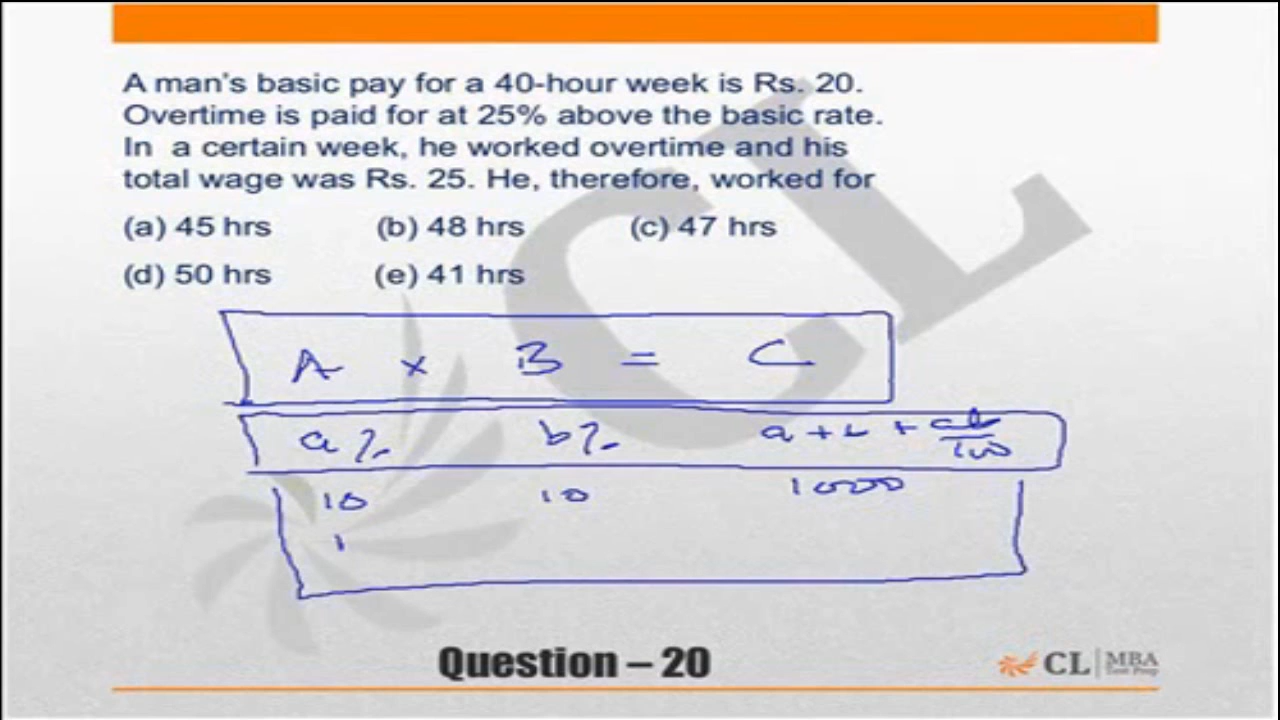 A man's basic pay for a 40-hour week is Rs. 20.
Overtime is paid for at 25% above the basic rate.
In a certain week, he worked overtime and his
total wage was Rs. 25. He, therefore, worked for
(a) 45 hrs (b) 48 hrs (c) 47 hrs
(d) 50 hrs (e) 41 hrs
A × B = C
a% b% a + b + ab/100
10 10 1000
1
Question – 20
CL MBA
Test Prep
CL